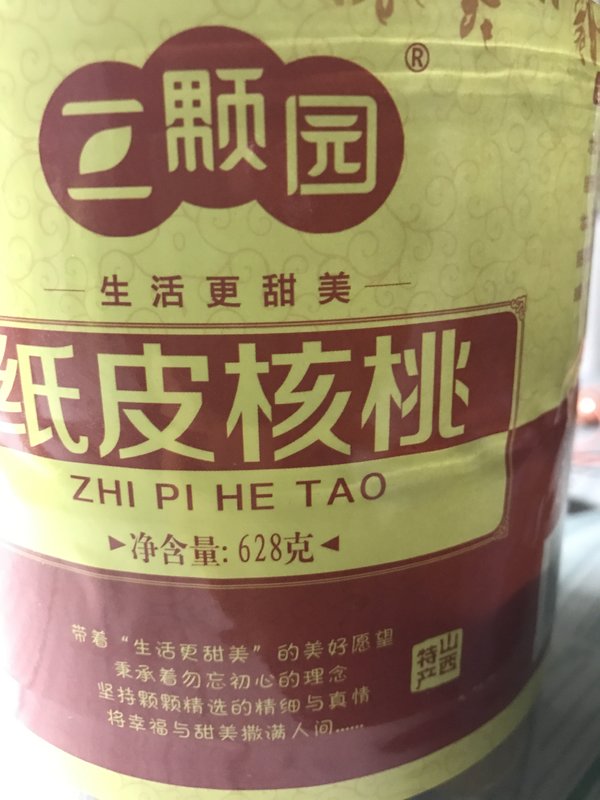 三颗园®
生活更甜美
纸皮核桃
ZHI PI HE TAO
净含量: 628克
带着“生活更甜美”的美好愿望
秉承着勿忘初心的理念
坚持颗颗精选的精细与真情
将幸福与甜美撒满人间……
山西
特产